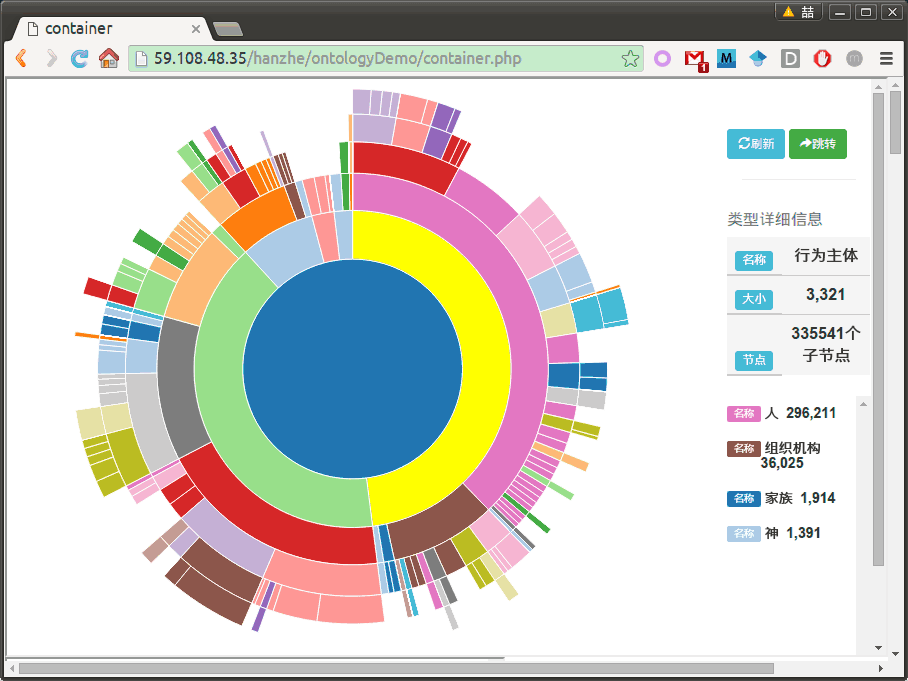 喆
container
59.108.48.35/hanzhe/ontologyDemo/container.php
1
M
D
m
刷新
跳转
类型详细信息
名称 行为主体
大小 3,321
节点 335541个
子节点
名称 人 296,211
名称 组织机构
36,025
名称 家族 1,914
名称 神 1,391